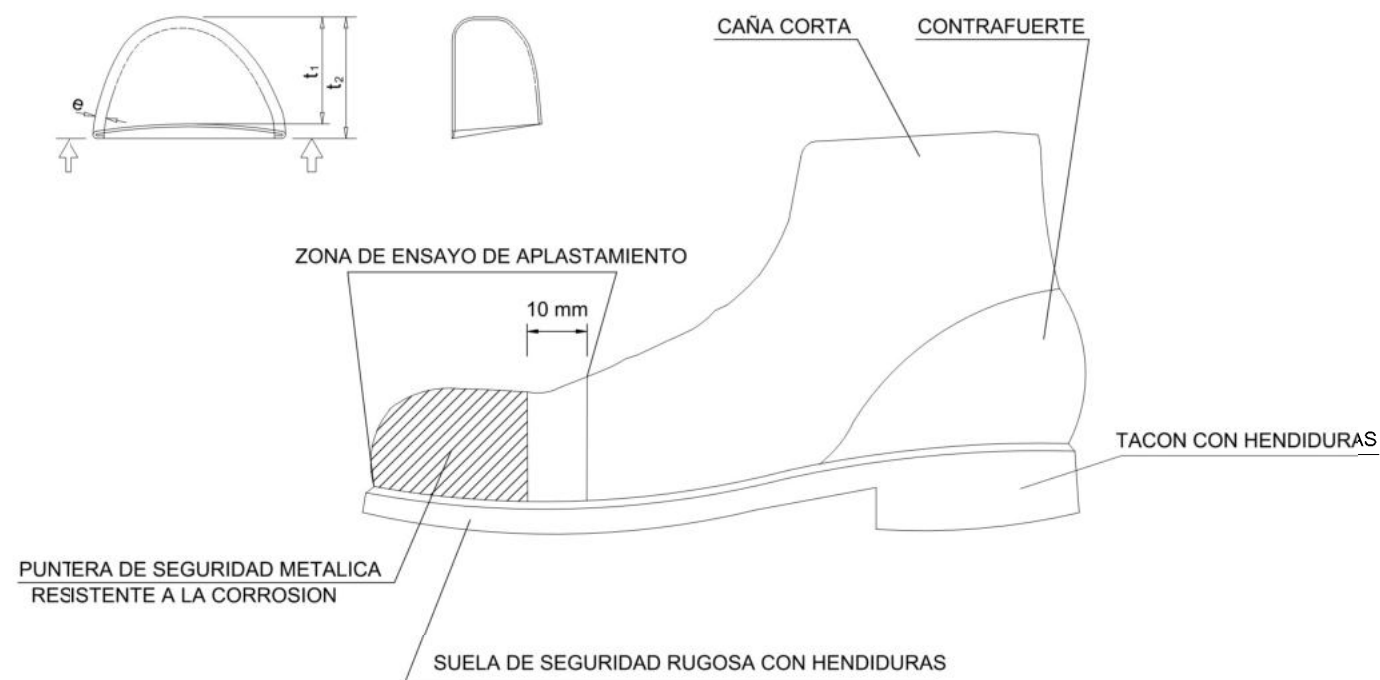 CAÑA CORTA
CONTRAFUERTE
t1
t2
e
ZONA DE ENSAYO DE APLASTAMIENTO
10 mm
TACON CON HENDIDURAS
PUNTERA DE SEGURIDAD METALICA
RESISTENTE A LA CORROSION
SUELA DE SEGURIDAD RUGOSA CON HENDIDURAS